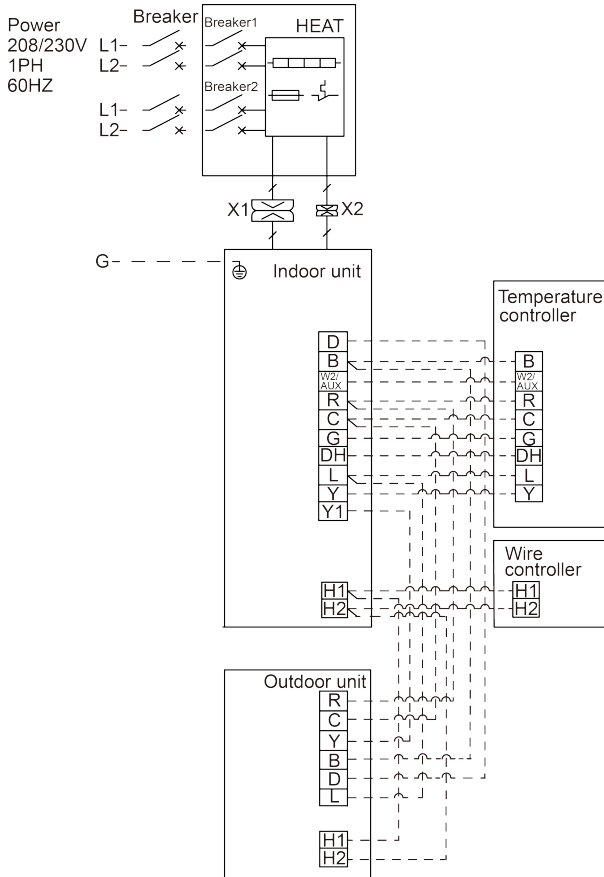 Power
208/230V
1PH
60HZ
Breaker
L1
L2
L1
L2
Breaker1
Breaker2
HEAT
X1
X2
G
Indoor unit
D
B
W2/
AUX
R
C
G
DH
L
Y
Y1
H1
H2
Temperature
controller
B
W2/
AUX
R
C
G
DH
L
Y
Wire
controller
H1
H2
Outdoor unit
R
C
Y
B
D
L
H1
H2